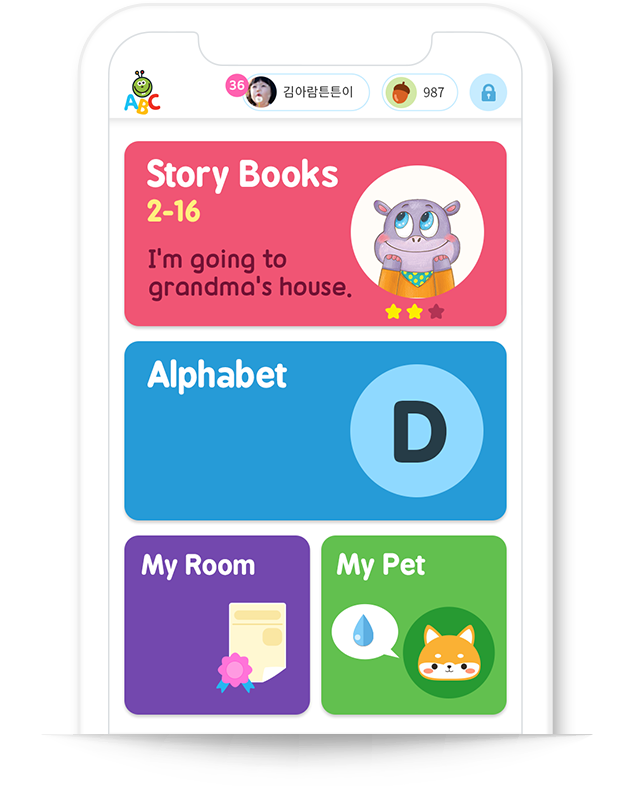 ABC
36
김아람튼튼이
987
Story Books
2-16
I'm going to
grandma's house.
Alphabet
D
My Room
My Pet